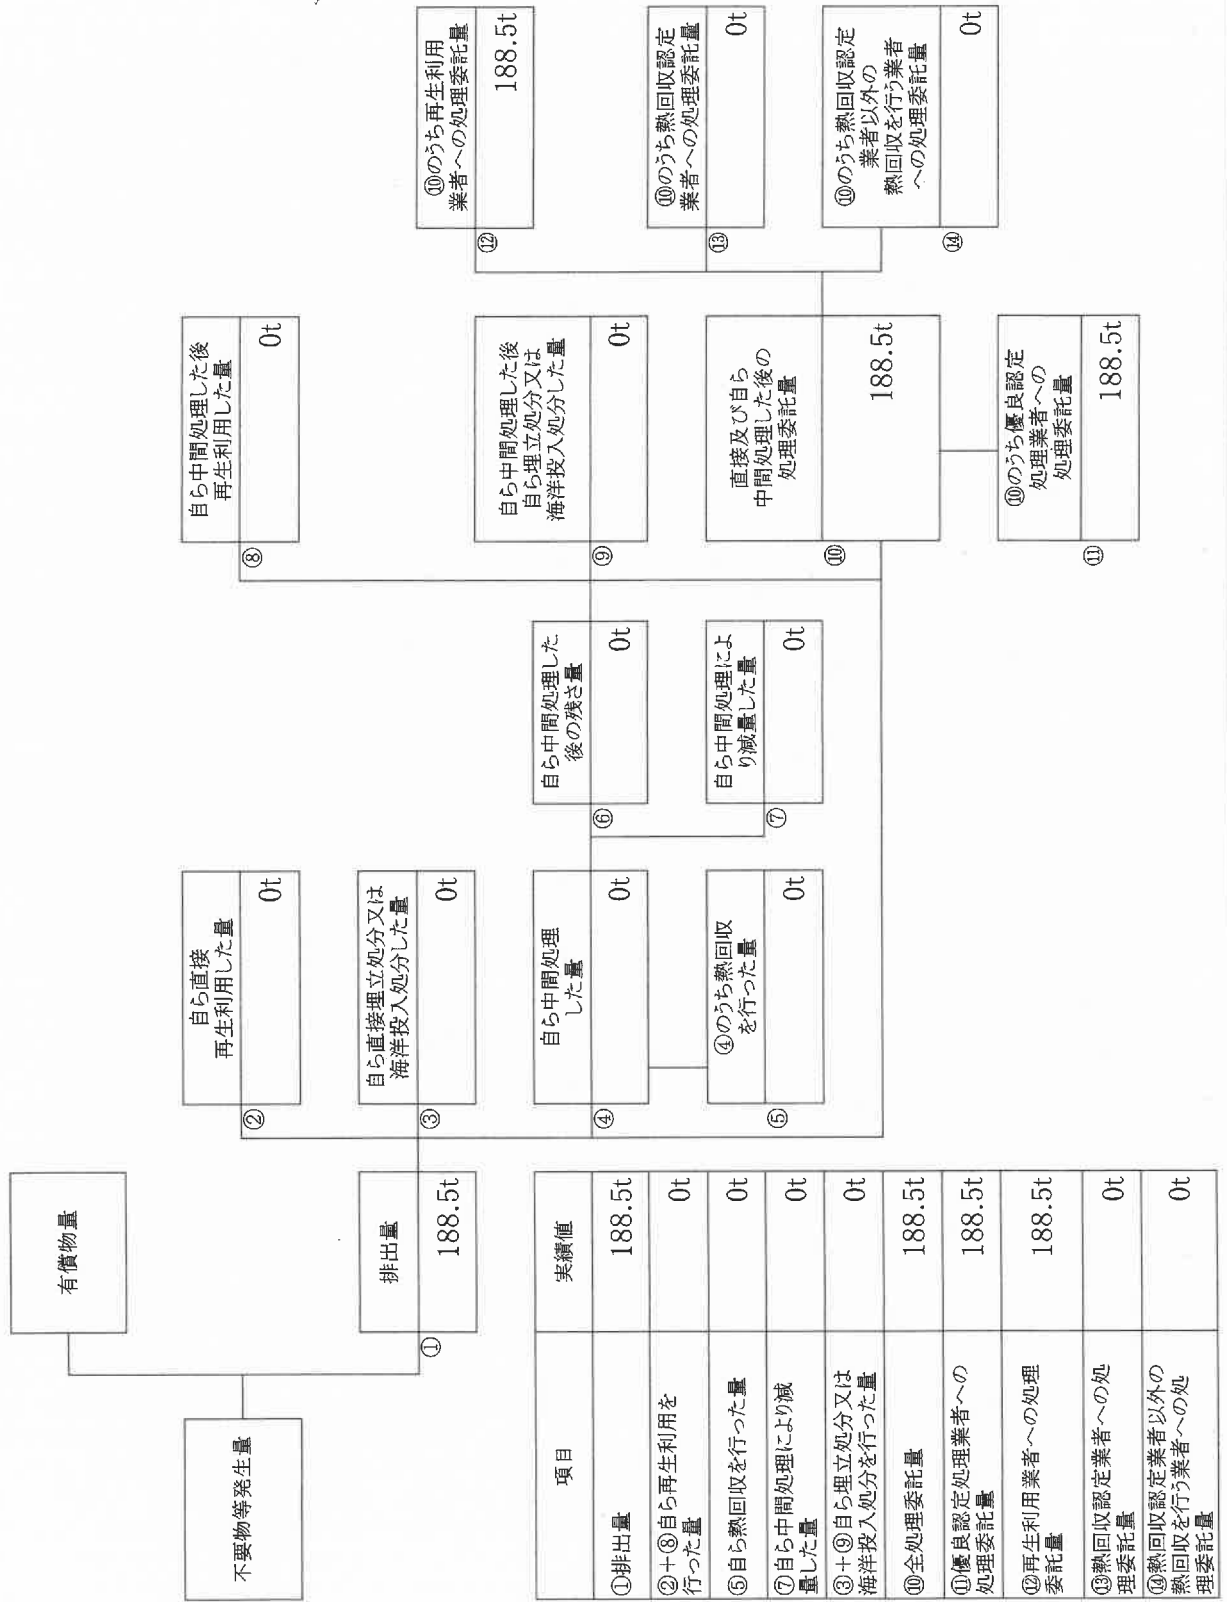 有償物量
不要物等発生量
排出量
①
188.5t
自ら直接
再生利用した量
②
0t
自ら直接埋立処分又は
海洋投入処分した量
③
0t
自ら中間処理
した量
④
0t
④のうち熱回収
を行った量
⑤
0t
自ら中間処理した
後の残さ量
⑥
0t
自ら中間処理によ
り減量した量
⑦
0t
自ら中間処理した後
再生利用した量
⑧
0t
自ら中間処理した後
自ら埋立処分又は
海洋投入処分した量
⑨
0t
直接及び自ら
中間処理した後の
処理委託量
⑩
188.5t
⑩のうち優良認定
処理業者への
処理委託量
⑪
188.5t
⑩のうち再生利用
業者への処理委託量
⑫
188.5t
⑩のうち熱回収認定
業者への処理委託量
⑬
0t
⑩のうち熱回収認定
業者以外の
熱回収を行う業者
への処理委託量
⑭
0t
項目 実績値
①排出量 188.5t
②+⑧自ら再生利用を
行った量 0t
⑤自ら熱回収を行った量 0t
⑦自ら中間処理により減
量した量 0t
③+⑨自ら埋立処分又は
海洋投入処分を行った量 0t
⑩全処理委託量 188.5t
⑪優良認定処理業者への
処理委託量 188.5t
⑫再生利用業者への処理
委託量 188.5t
⑬熱回収認定業者への処
理委託量 0t
⑭熱回収認定業者以外の
熱回収を行う業者への処
理委託量 0t